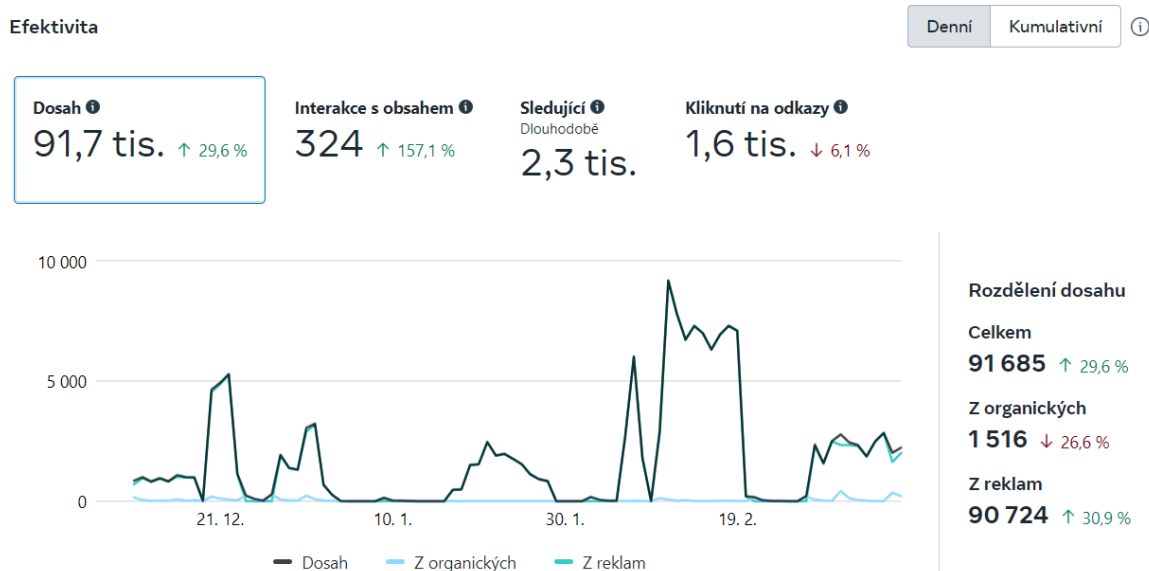 Efektivita
Denní Kumulativní
Dosah
91,7 tis. ↑ 29,6 %
Interakce s obsahem
324 ↑ 157,1 %
Sledující
Dlouhodobě
2,3 tis.
Kliknutí na odkazy
1,6 tis. ↓ 6,1 %
10 000
5 000
0
21. 12. 10. 1. 30. 1. 19. 2.
Dosah Z organických Z reklam
Rozdělení dosahu
Celkem
91 685 ↑ 29,6 %
Z organických
1 516 ↓ 26,6 %
Z reklam
90 724 ↑ 30,9 %